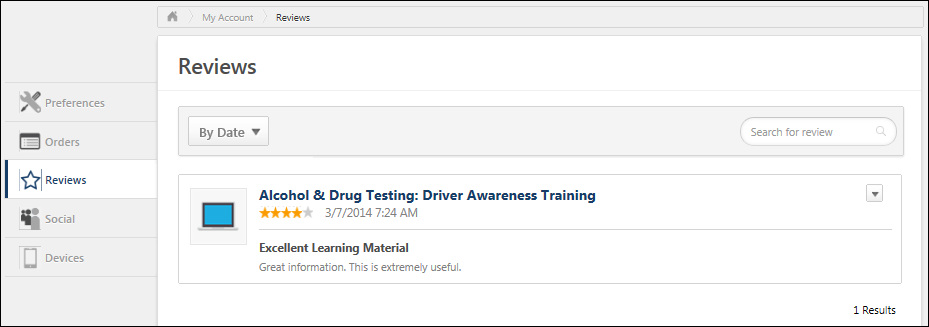 My Account Reviews
Reviews
Preferences
Orders
Reviews
Social
Devices
By Date
Search for review
Alcohol & Drug Testing: Driver Awareness Training
3/7/2014 7:24 AM
Excellent Learning Material
Great information. This is extremely useful.
1 Results